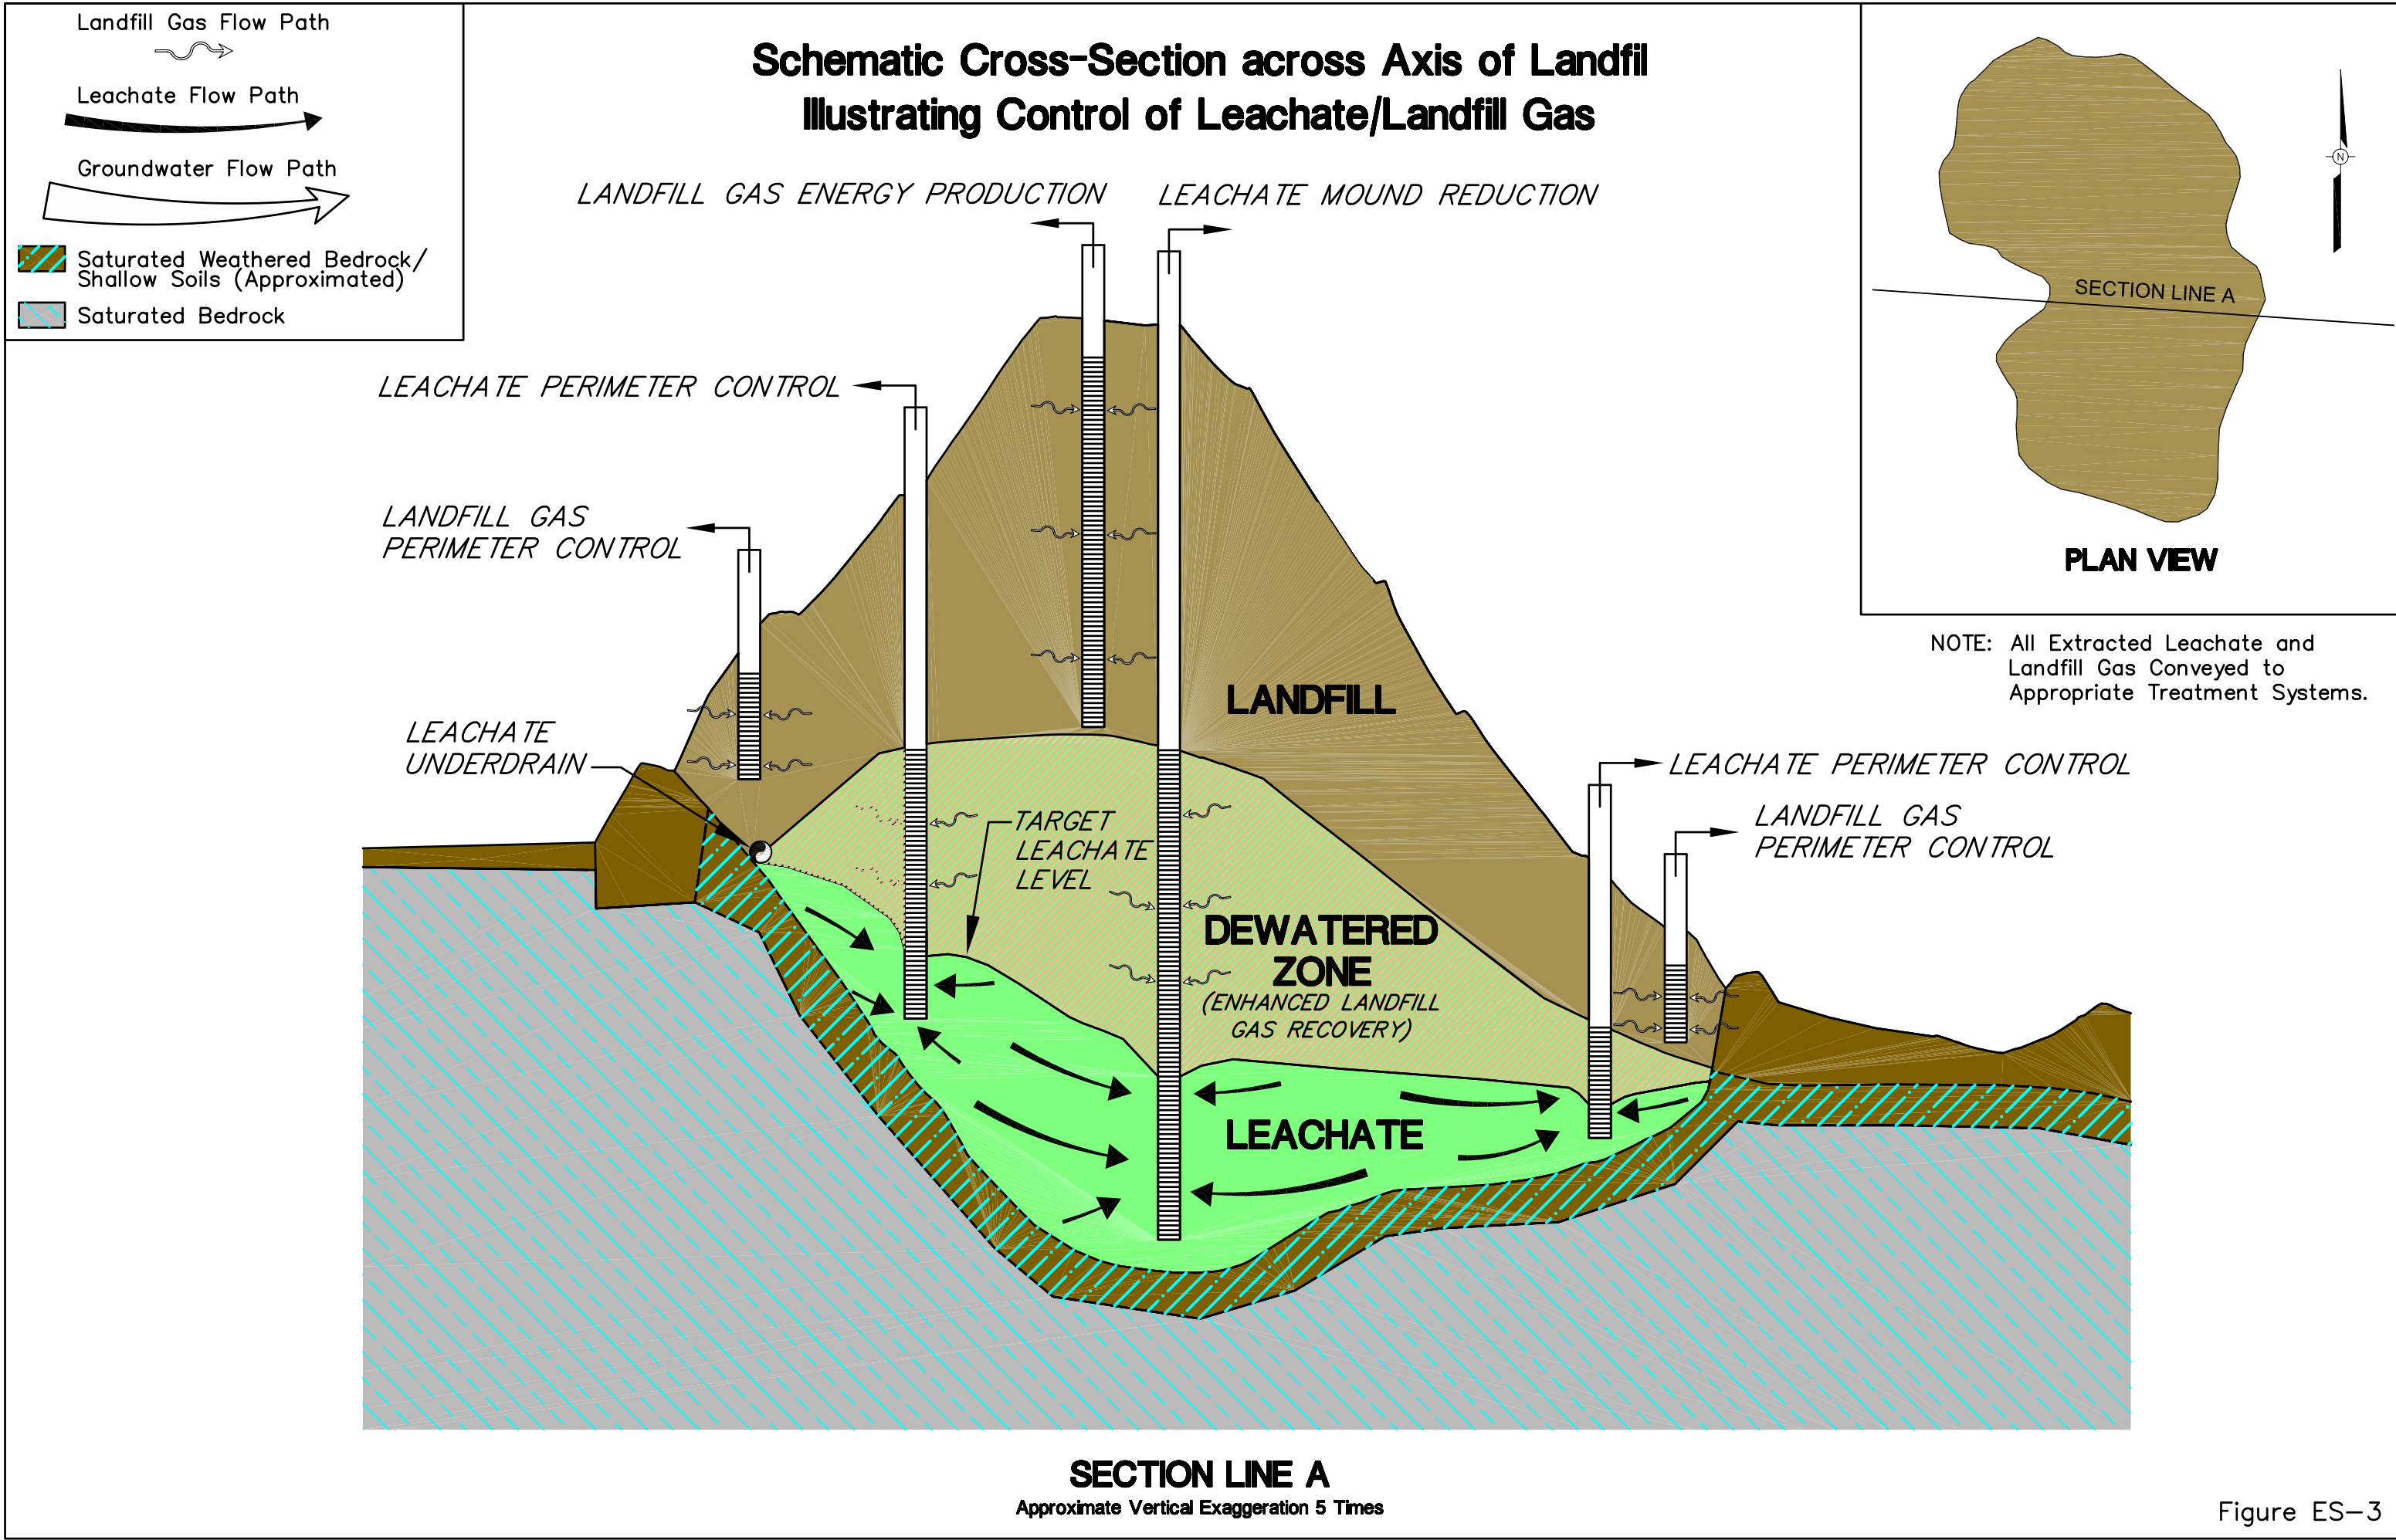 Landfill Gas Flow Path
Leachate Flow Path
Groundwater Flow Path
Saturated Weathered Bedrock/
Shallow Soils (Approximated)
Saturated Bedrock
Schematic Cross-Section across Axis of Landfil
Illustrating Control of Leachate/Landfill Gas
LANDFILL GAS ENERGY PRODUCTION
LEACHATE MOUND REDUCTION
LEACHATE PERIMETER CONTROL
LANDFILL GAS
PERIMETER CONTROL
LEACHATE
UNDERDRAIN
TARGET
LEACHATE
LEVEL
LANDFILL
DEWATERED
ZONE
(ENHANCED LANDFILL
GAS RECOVERY)
LEACHATE
LEACHATE PERIMETER CONTROL
LANDFILL GAS
PERIMETER CONTROL
N
SECTION LINE A
PLAN VIEW
NOTE: All Extracted Leachate and
Landfill Gas Conveyed to
Appropriate Treatment Systems.
SECTION LINE A
Approximate Vertical Exaggeration 5 Times
Figure ES-3